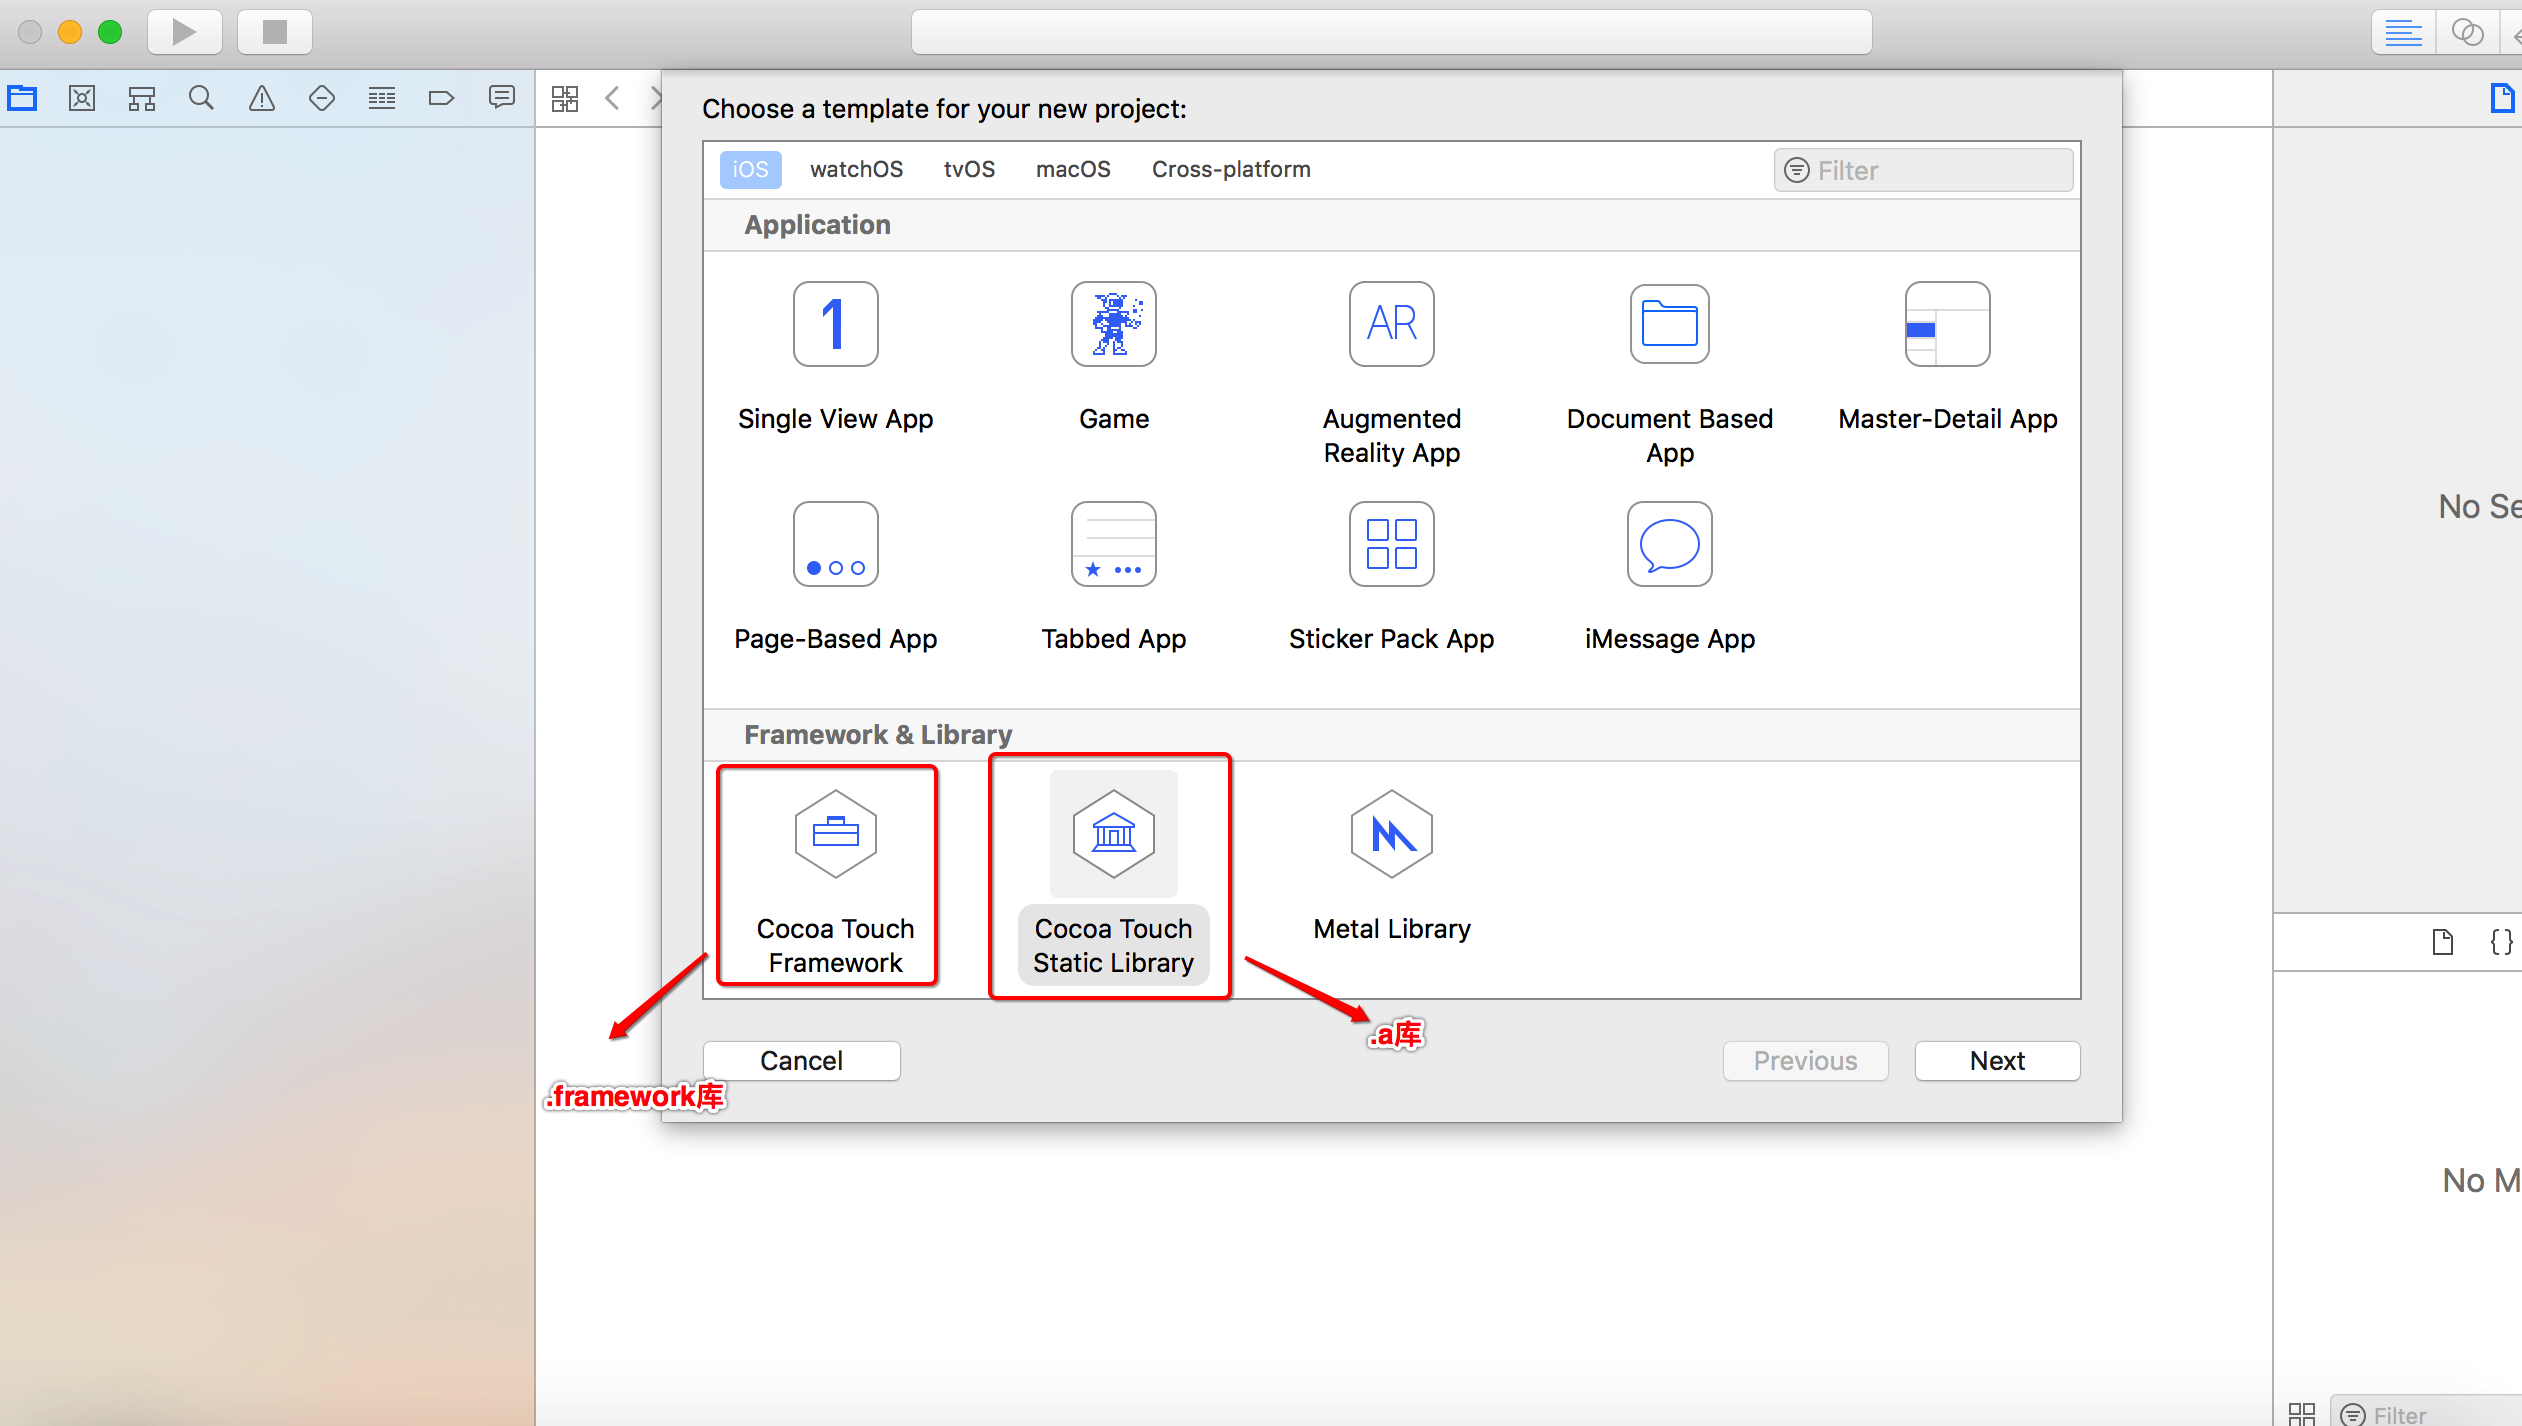 Choose a template for your new project:
iOS watchOS tvOS macOS Cross-platform Filter
Application
1 AR
Single View App Game Augmented Reality App Document Based App Master-Detail App
Page-Based App Tabbed App Sticker Pack App iMessage App
No Se
Framework & Library
Cocoa Touch Framework Cocoa Touch Static Library Metal Library
{}
.a库
Cancel Previous Next
.framework库
No M
Filter